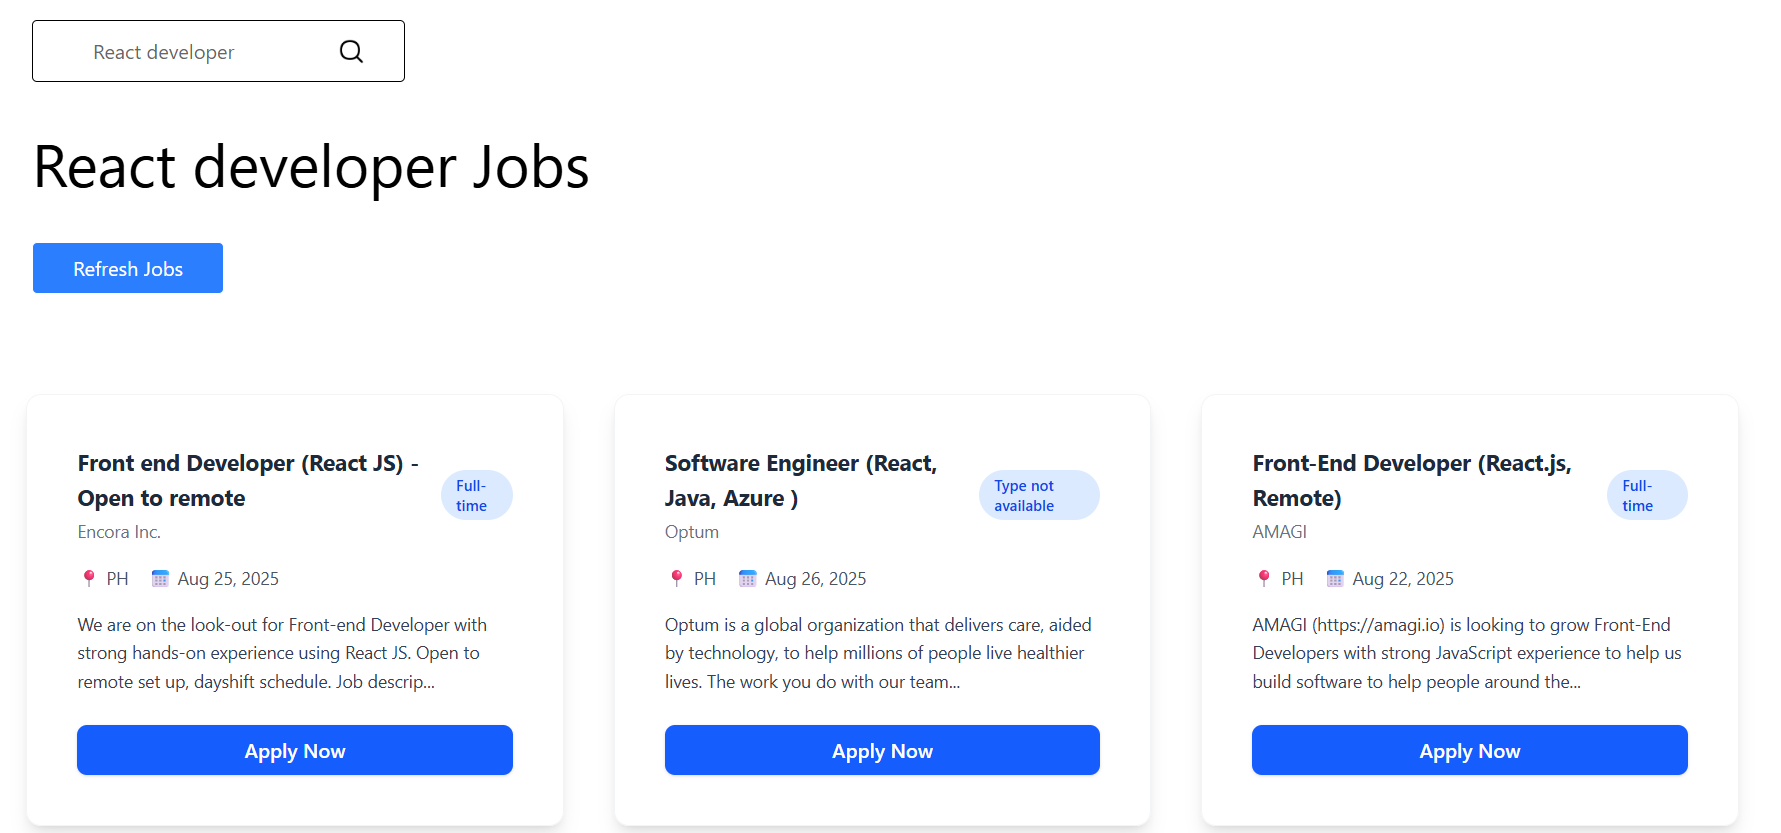 React developer
React developer Jobs
Refresh Jobs
Front end Developer (React JS) -
Open to remote
Full-
time
Encora Inc.
PH Aug 25, 2025
We are on the look-out for Front-end Developer with
strong hands-on experience using React JS. Open to
remote set up, dayshift schedule. Job descrip...
Apply Now
Software Engineer (React,
Java, Azure )
Type not
available
Optum
PH Aug 26, 2025
Optum is a global organization that delivers care, aided
by technology, to help millions of people live healthier
lives. The work you do with our team...
Apply Now
Front-End Developer (React.js,
Remote)
Full-
time
AMAGI
PH Aug 22, 2025
AMAGI (https://amagi.io) is looking to grow Front-End
Developers with strong JavaScript experience to help us
build software to help people around the...
Apply Now